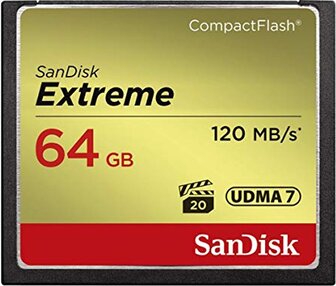 CompactFlash®
SanDisk
Extreme
120 MB/s*
64 GB
20
UDMA 7
SanDisk